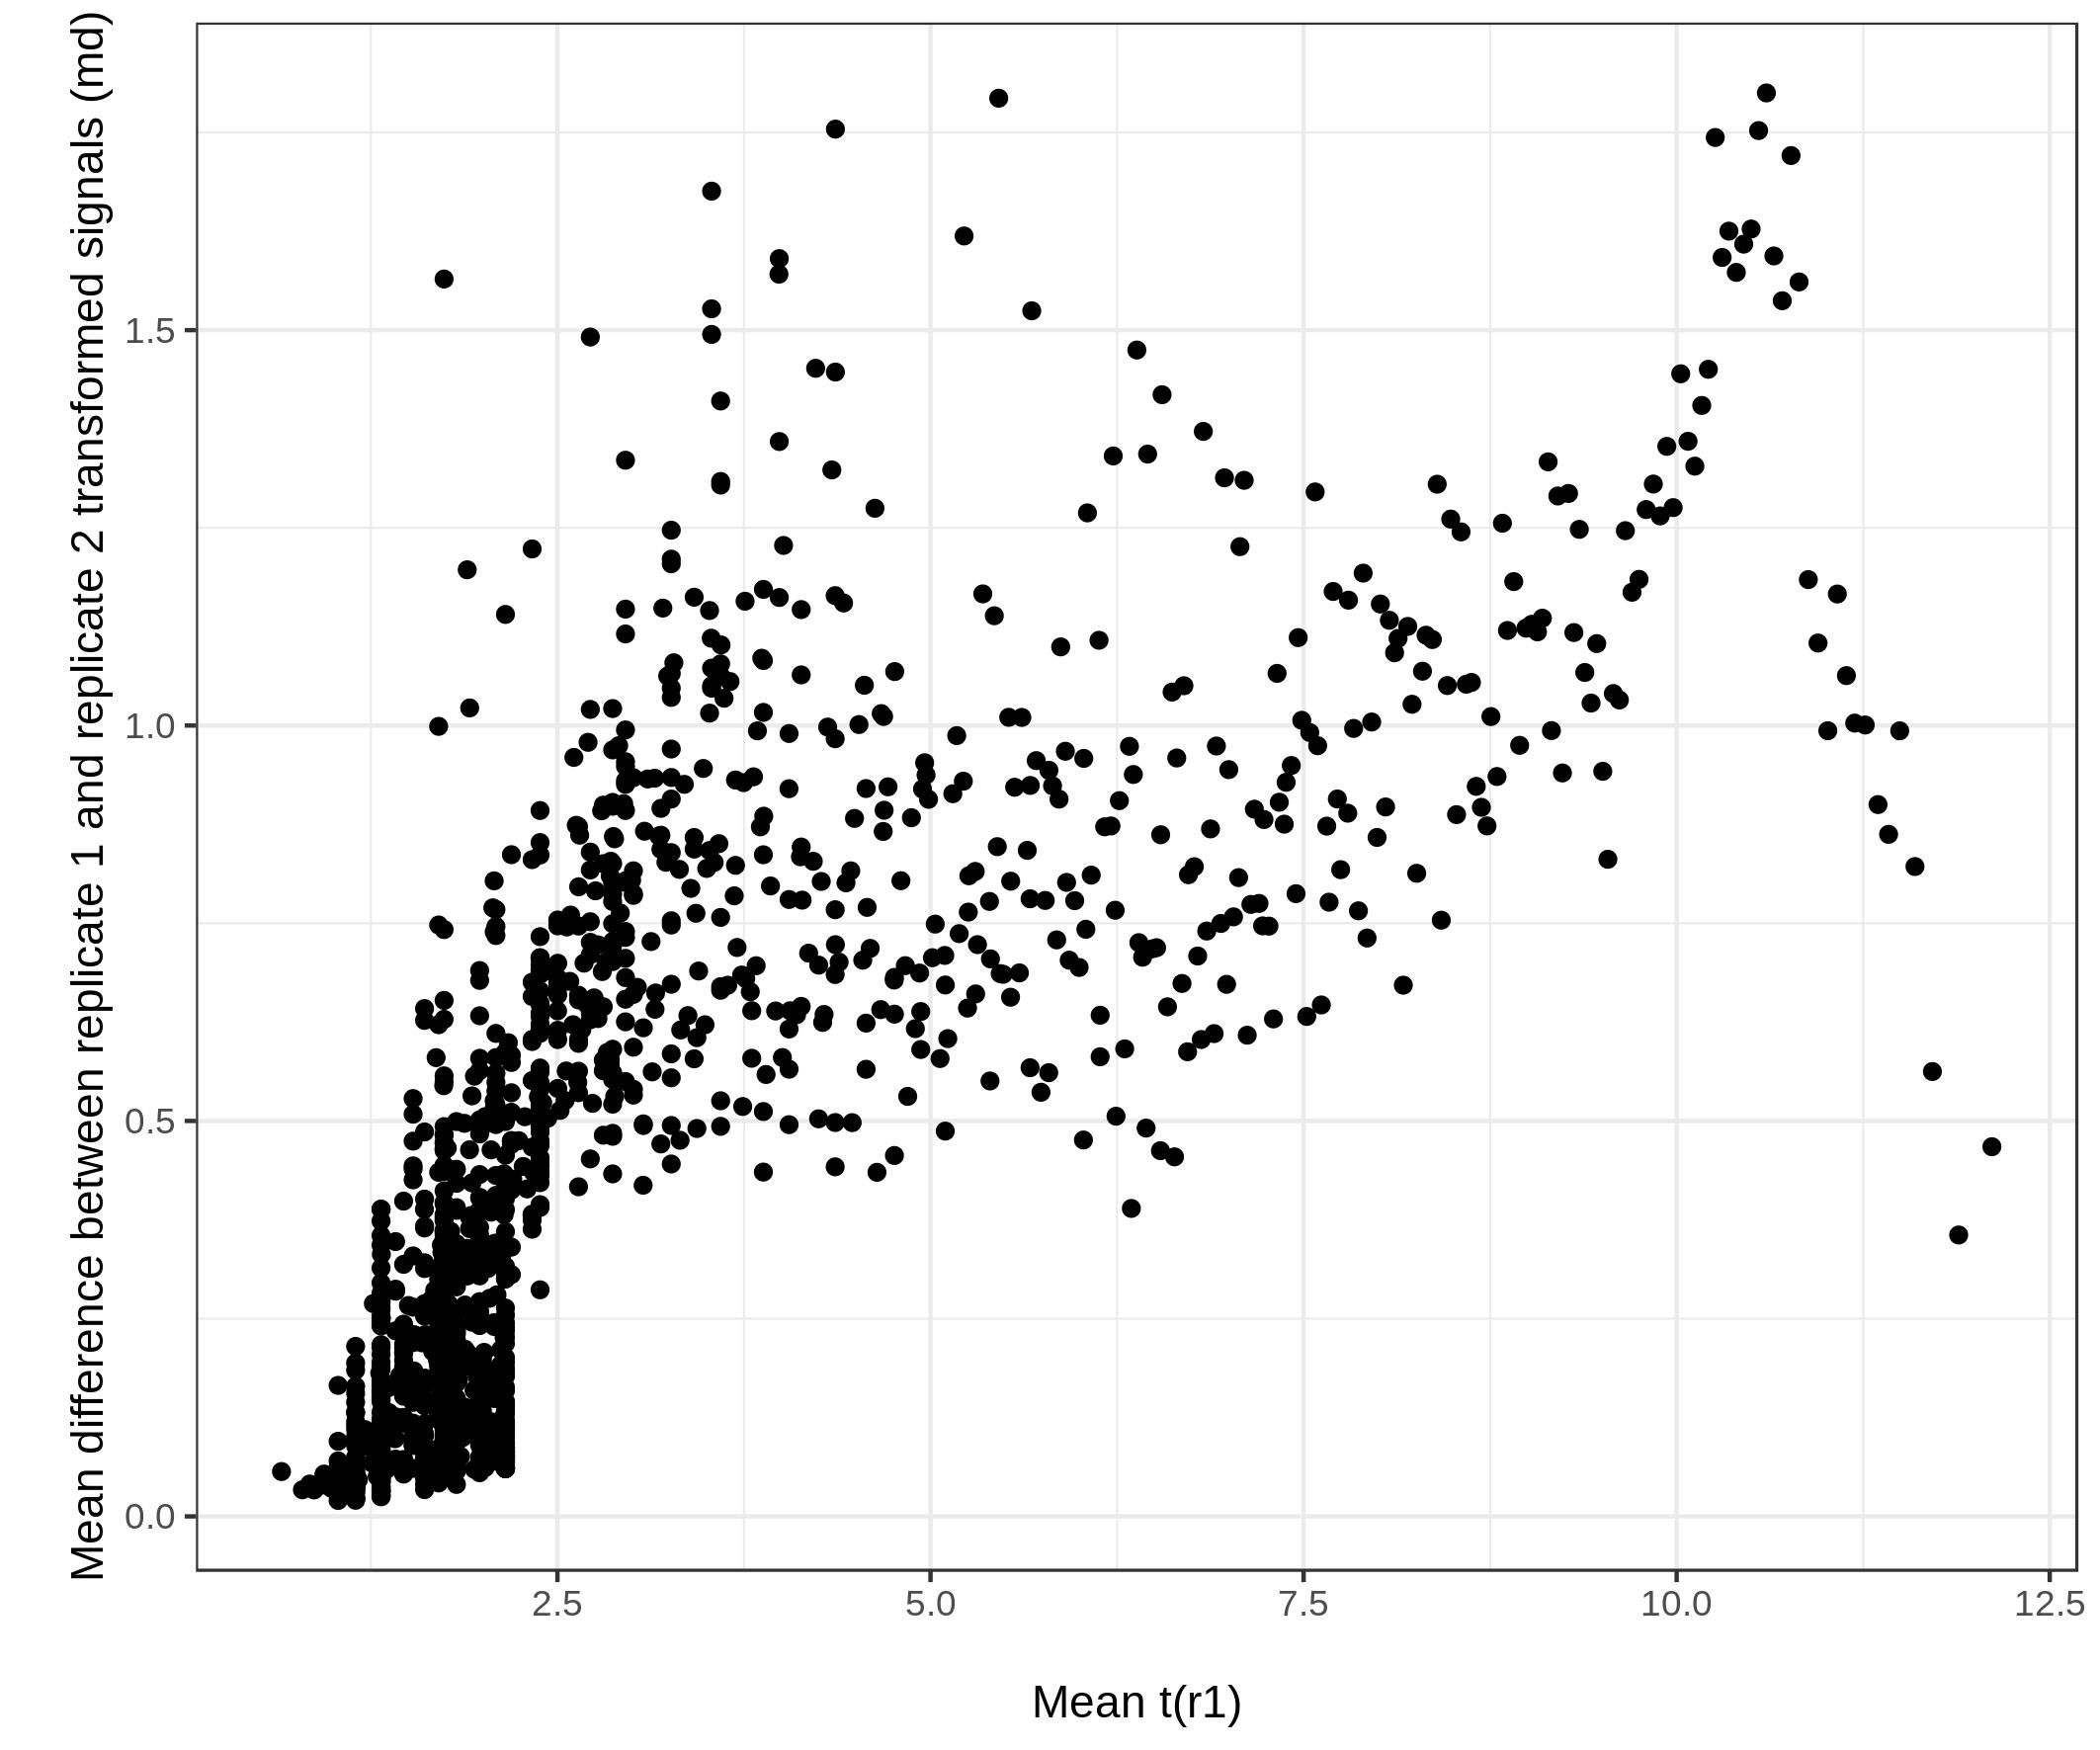 Mean difference between replicate 1 and replicate 2 transformed signals (md)
1.5
1.0
0.5
0.0
2.5 5.0 7.5 10.0 12.5
Mean t(r1)